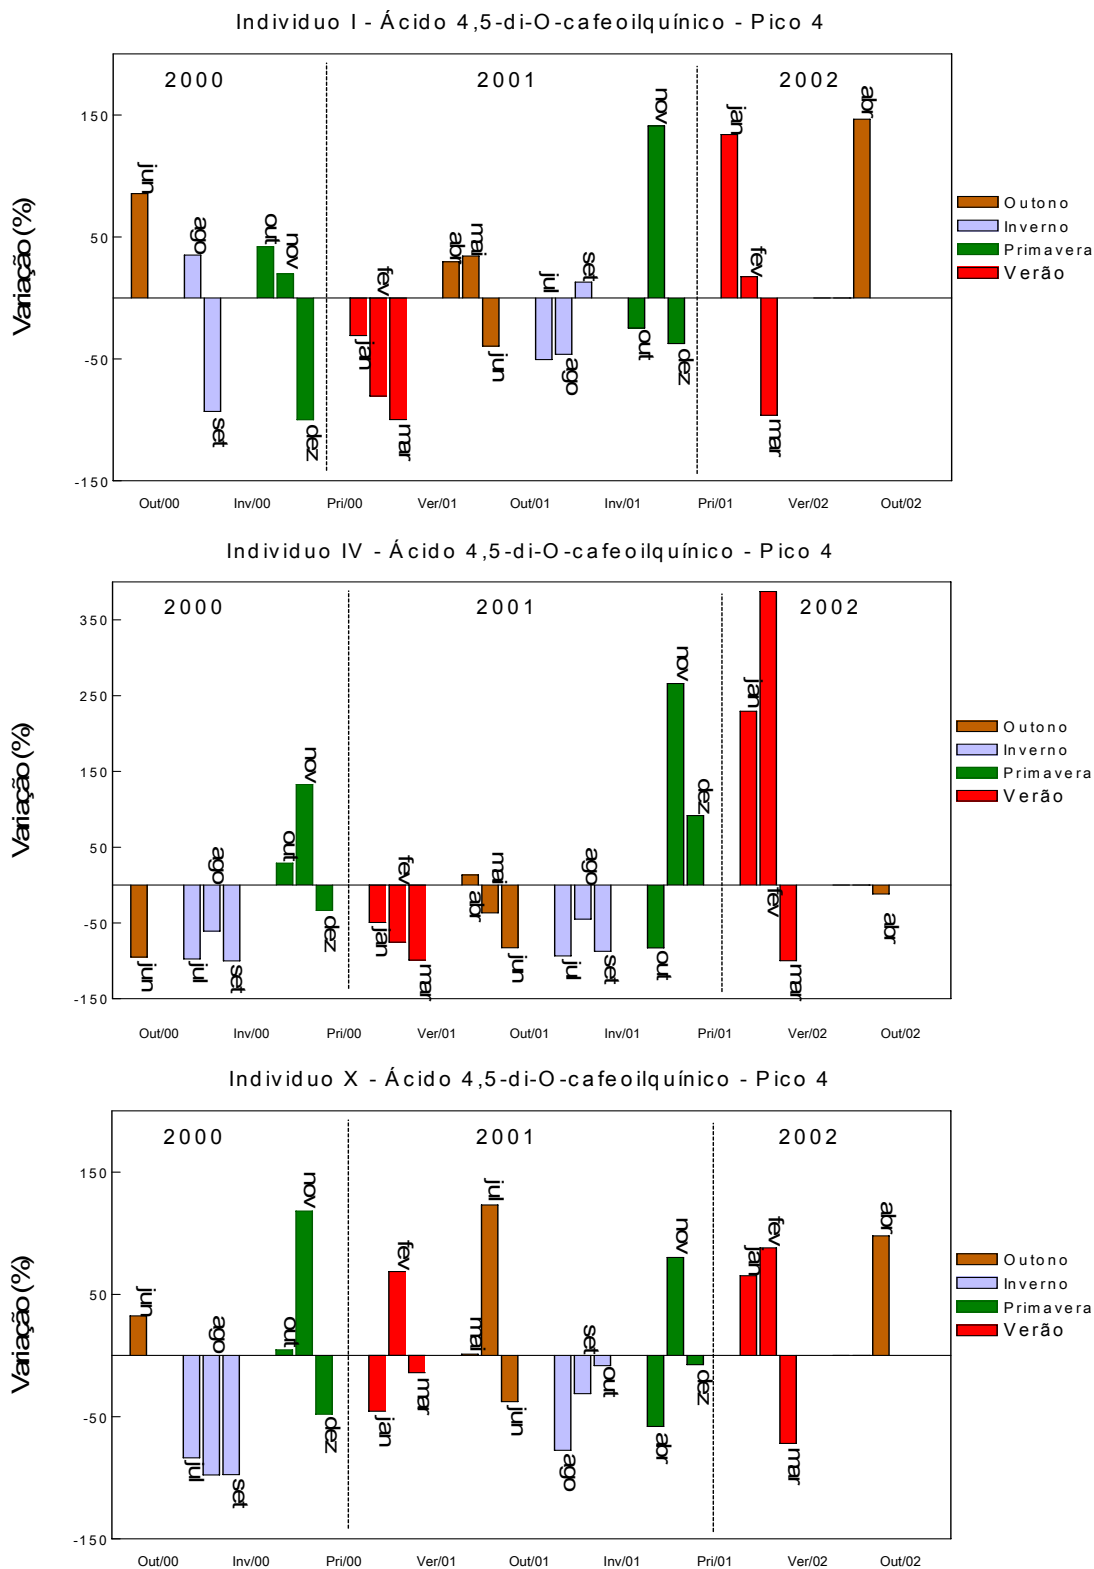 Individuo I - Ácido 4,5-di-O-cafeoilquínico - Pico 4
2000 2001 2002
Variação (%)
150
50
-50
-150
jun ago set out nov dez jan fev mar abr mai jun jul ago set out nov dez jan fev mar abr
Out/00 Inv/00 Pri/00 Ver/01 Out/01 Inv/01 Pri/01 Ver/02 Out/02
Outono
Inverno
Primavera
Verão
Individuo IV - Ácido 4,5-di-O-cafeoilquínico - Pico 4
2000 2001 2002
Variação (%)
350
250
150
50
-50
-150
jun jul ago set out nov dez jan fev mar abr mai jun jul ago set out nov dez jan fev mar abr
Out/00 Inv/00 Pri/00 Ver/01 Out/01 Inv/01 Pri/01 Ver/02 Out/02
Outono
Inverno
Primavera
Verão
Individuo X - Ácido 4,5-di-O-cafeoilquínico - Pico 4
2000 2001 2002
Variação (%)
150
50
-50
-150
jun jul ago set out nov dez jan fev mar mai jul jun ago set out abr nov dez jan fev mar abr
Out/00 Inv/00 Pri/00 Ver/01 Out/01 Inv/01 Pri/01 Ver/02 Out/02
Outono
Inverno
Primavera
Verão